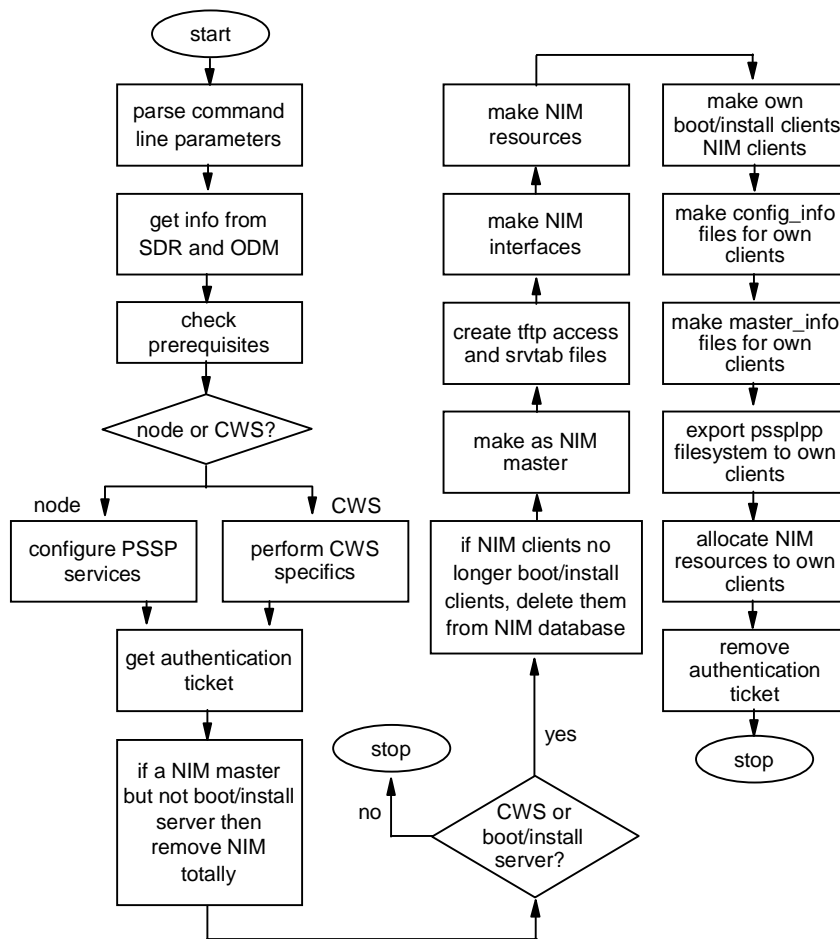 start
parse command
line parameters
get info from
SDR and ODM
check
prerequisites
node or CWS?
node
CWS
configure PSSP
services
perform CWS
specifics
get authentication
ticket
if a NIM master
but not boot/install
server then
remove NIM
totally
CWS or
boot/install
server?
no
stop
yes
if NIM clients no
longer boot/install
clients, delete them
from NIM database
make as NIM
master
create tftp access
and srvtab files
make NIM
interfaces
make NIM
resources
make own
boot/install clients
NIM clients
make config_info
files for own
clients
make master_info
files for own
clients
export pssplpp
filesystem to own
clients
allocate NIM
resources to own
clients
remove
authentication
ticket
stop